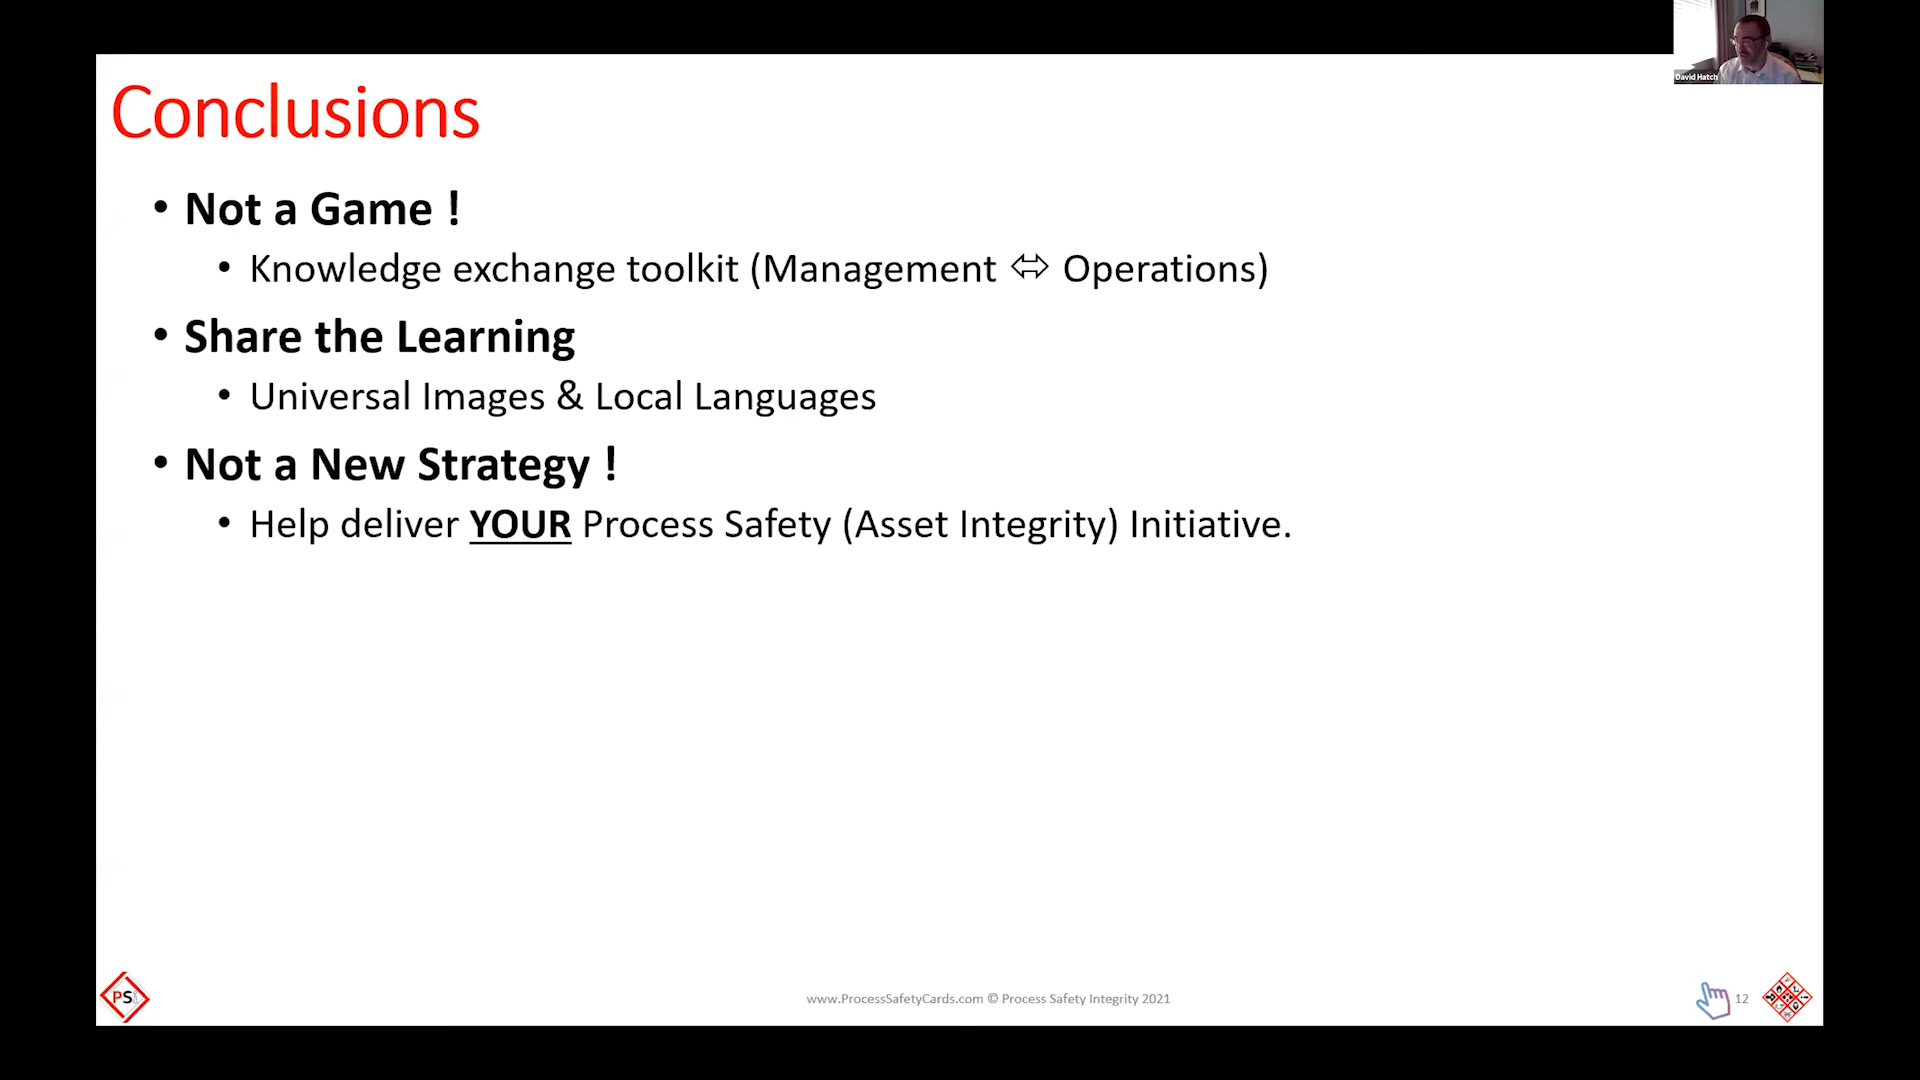 David Hatch
Conclusions
• Not a Game !
• Knowledge exchange toolkit (Management ⬄ Operations)
• Share the Learning
• Universal Images & Local Languages
• Not a New Strategy !
• Help deliver YOUR Process Safety (Asset Integrity) Initiative.
PSi
www.ProcessSafetyCards.com © Process Safety Integrity 2021
12